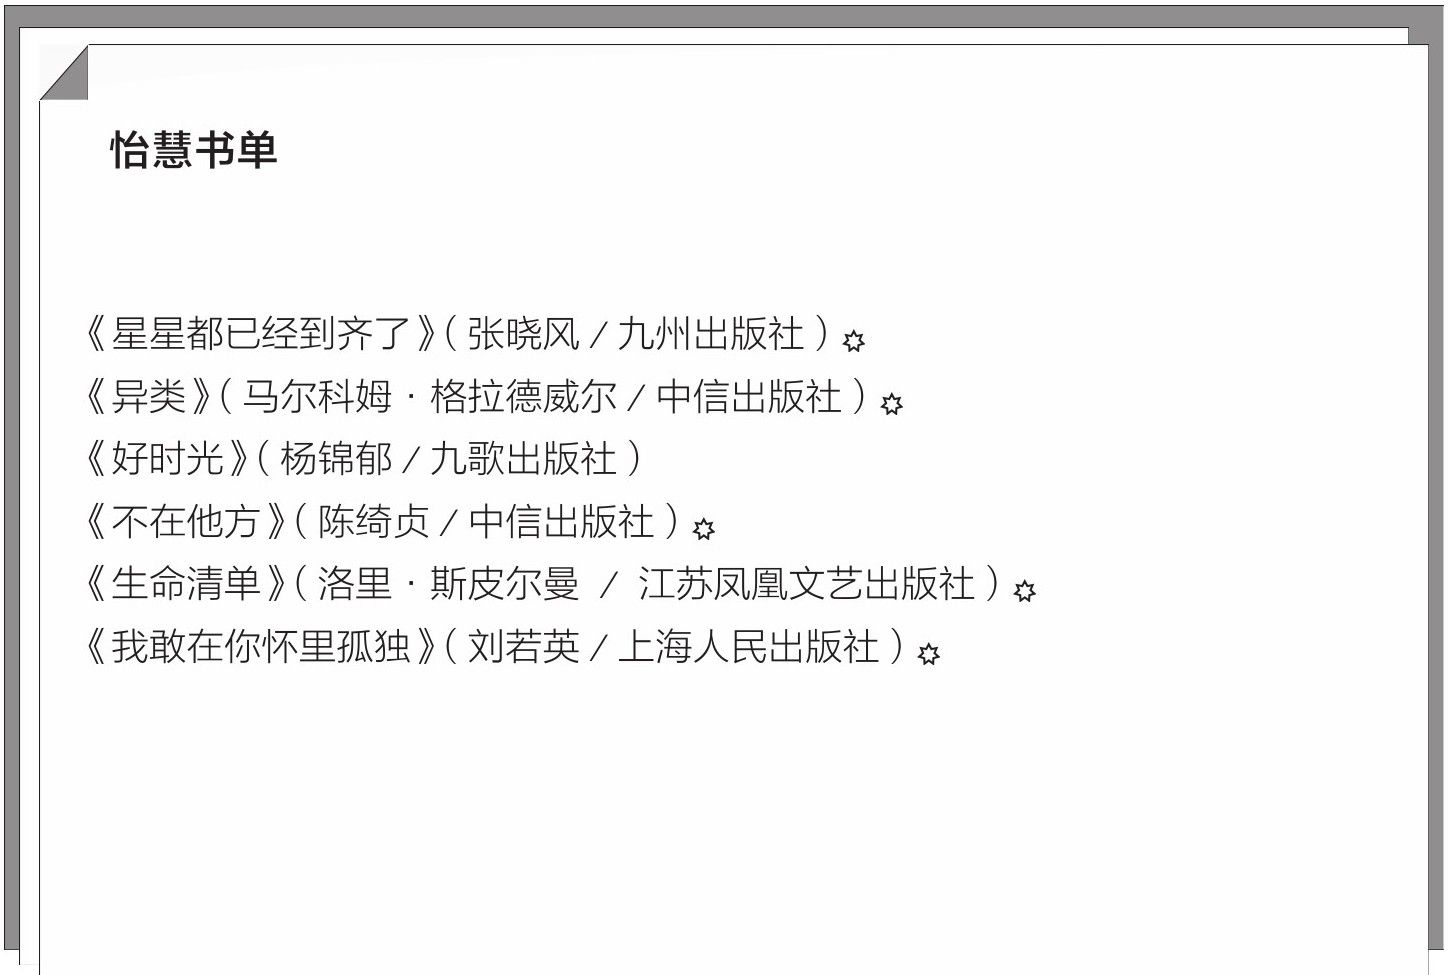 怡慧书单
《星星都已经到齐了》（张晓风/九州出版社）✡
《异类》（马尔科姆·格拉德威尔/中信出版社）✡
《好时光》（杨锦郁/九歌出版社）
《不在他方》（陈绮贞/中信出版社）✡
《生命清单》（洛里·斯皮尔曼 / 江苏凤凰文艺出版社）✡
《我敢在你怀里孤独》（刘若英/上海人民出版社）✡